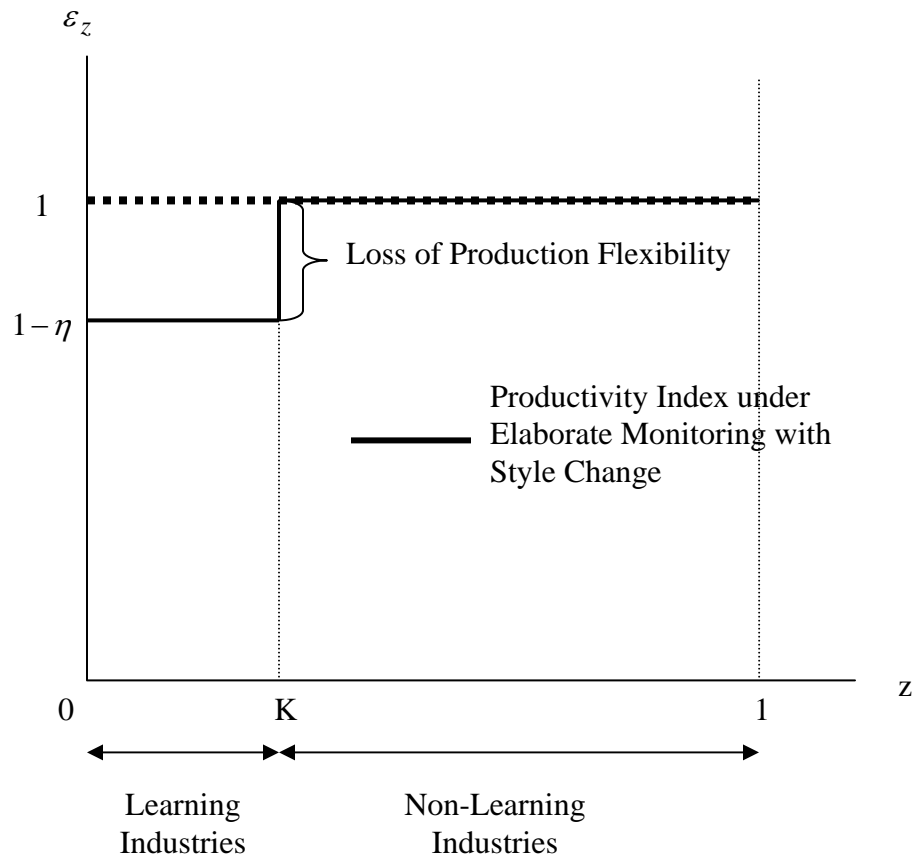 ε_z
1
Loss of Production Flexibility
1−η
Productivity Index under
Elaborate Monitoring with
Style Change
z
0
K
1
Learning
Industries
Non-Learning
Industries